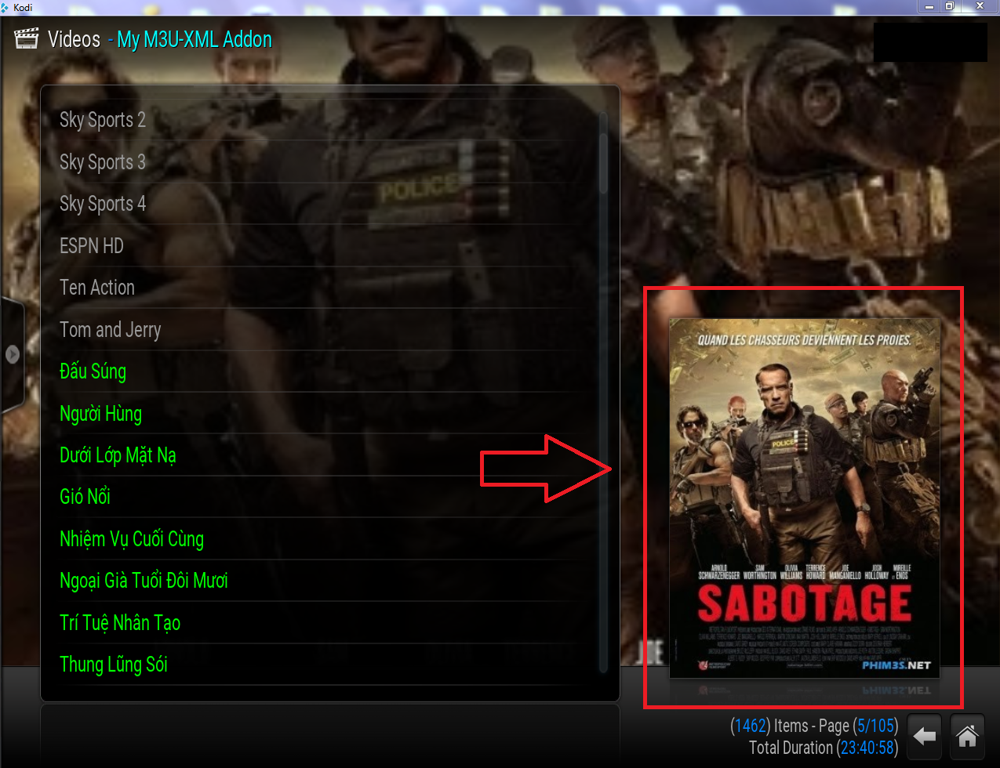 Kodi
Videos - My M3U-XML Addon
Sky Sports 2
Sky Sports 3
Sky Sports 4
ESPN HD
Ten Action
Tom and Jerry
Đấu Súng
Người Hùng
Dưới Lớp Mặt Nạ
Gió Nổi
Nhiệm Vụ Cuối Cùng
Ngoại Già Tuổi Đôi Mươi
Trí Tuệ Nhân Tạo
Thung Lũng Sói
POLICE
JOE
QUAND LES CHASSEURS DEVIENNENT LES PROIES.
POLICE
ARNOLD SCHWARZENEGGER SAM WORTHINGTON OLIVIA WILLIAMS TERRENCE HOWARD JOE MANGANIELLO JOSH HOLLOWAY ET MIREILLE ENOS
SABOTAGE
PHIM3S.NET
(1462) Items - Page (5/105)
Total Duration (23:40:58)